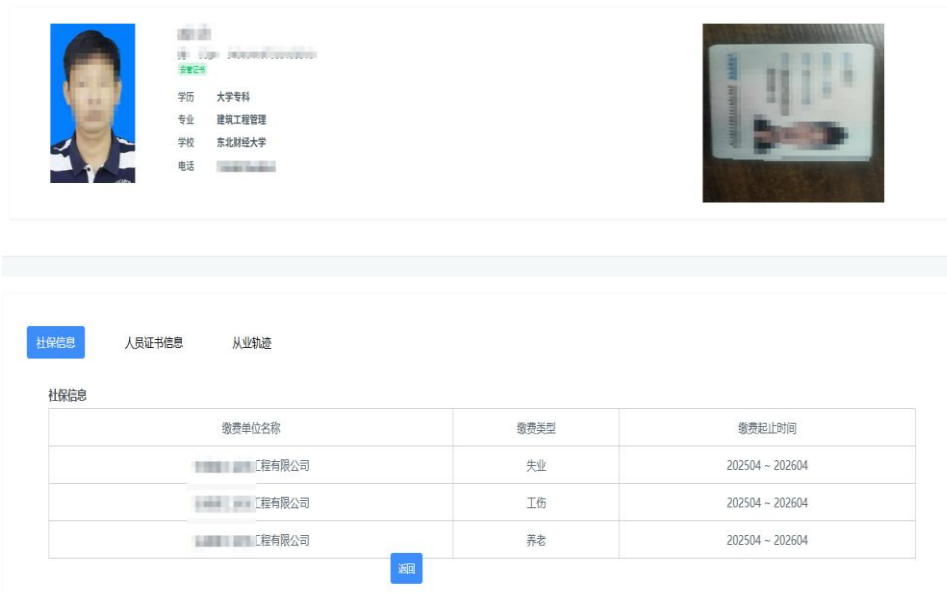 安管证书
学历 大学专科
专业 建筑工程管理
学校 东北财经大学
电话
社保信息 人员证书信息 从业轨迹
社保信息
缴费单位名称 缴费类型 缴费起止时间
工程有限公司 失业 202504 ~ 202604
工程有限公司 工伤 202504 ~ 202604
工程有限公司 养老 202504 ~ 202604
返回